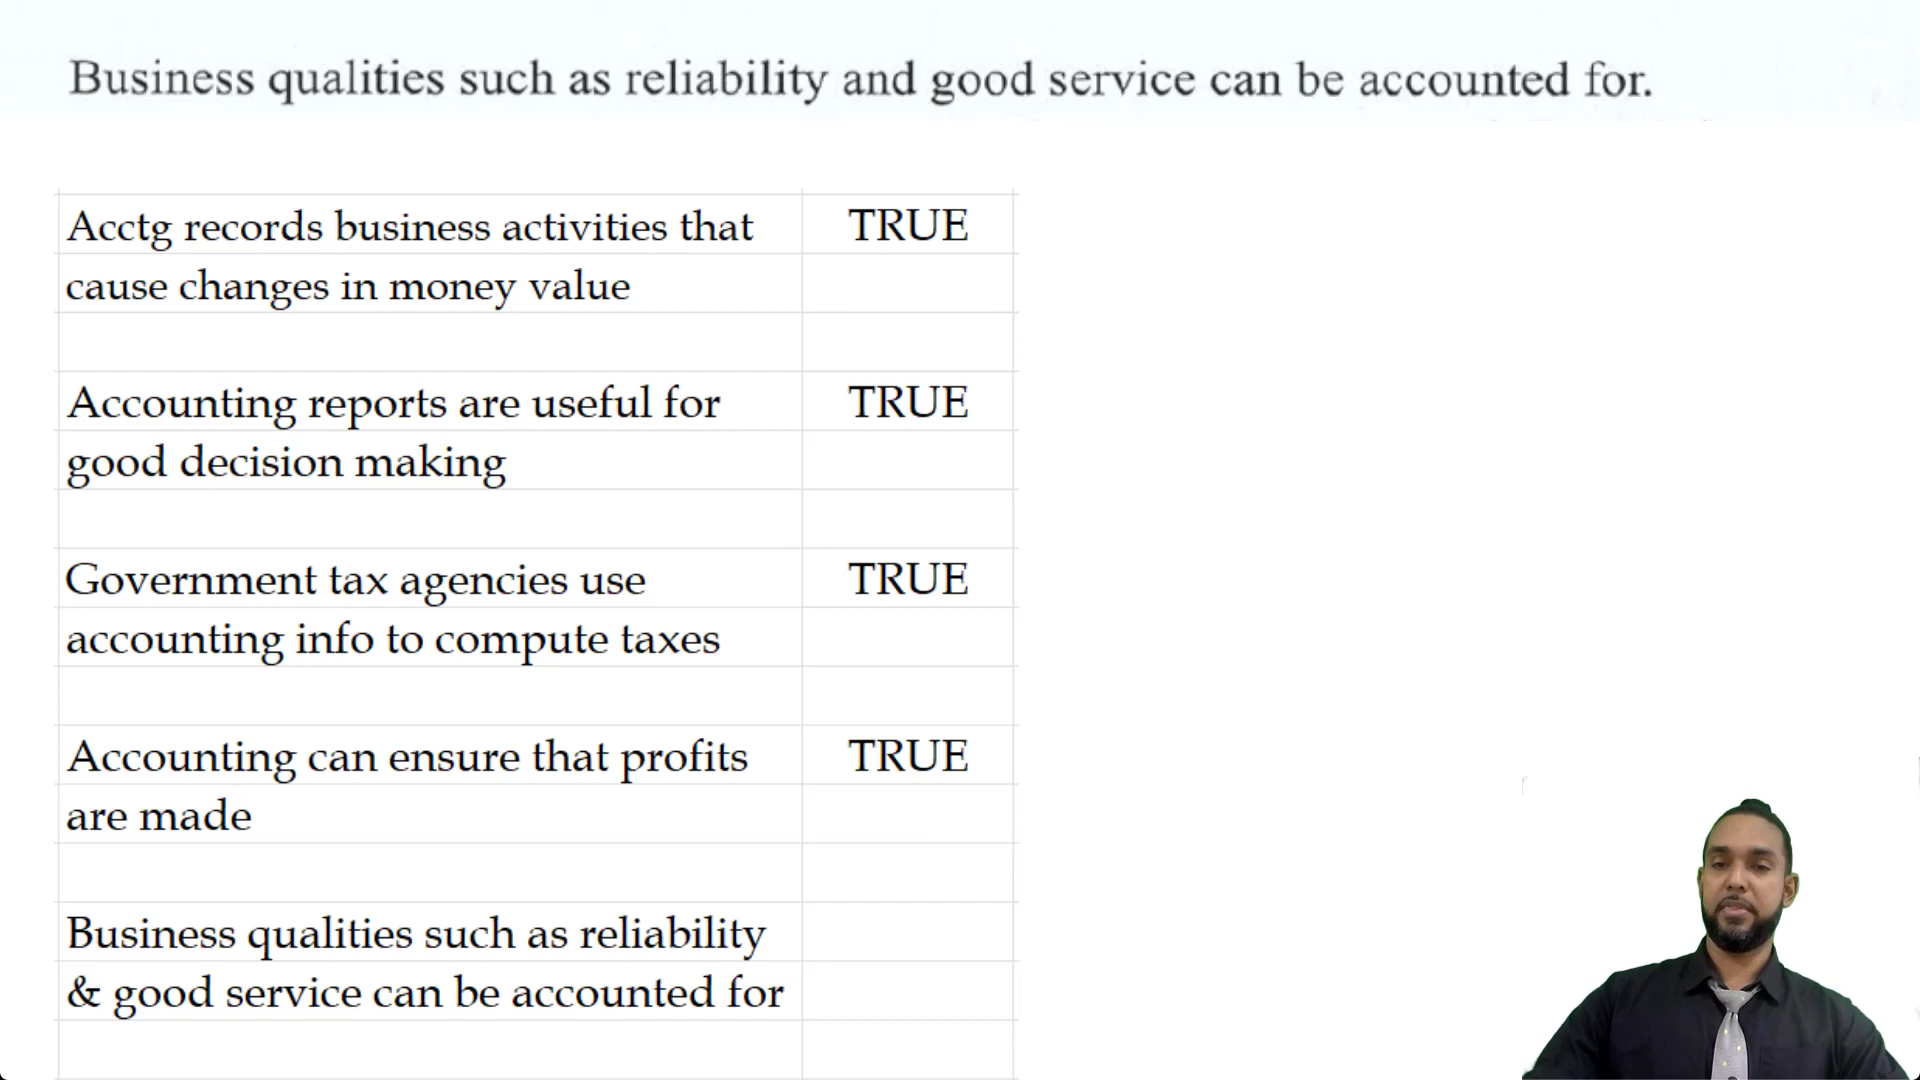 Business qualities such as reliability and good service can be accounted for.
Acctg records business activities that TRUE
cause changes in money value
Accounting reports are useful for TRUE
good decision making
Government tax agencies use TRUE
accounting info to compute taxes
Accounting can ensure that profits TRUE
are made
Business qualities such as reliability
& good service can be accounted for